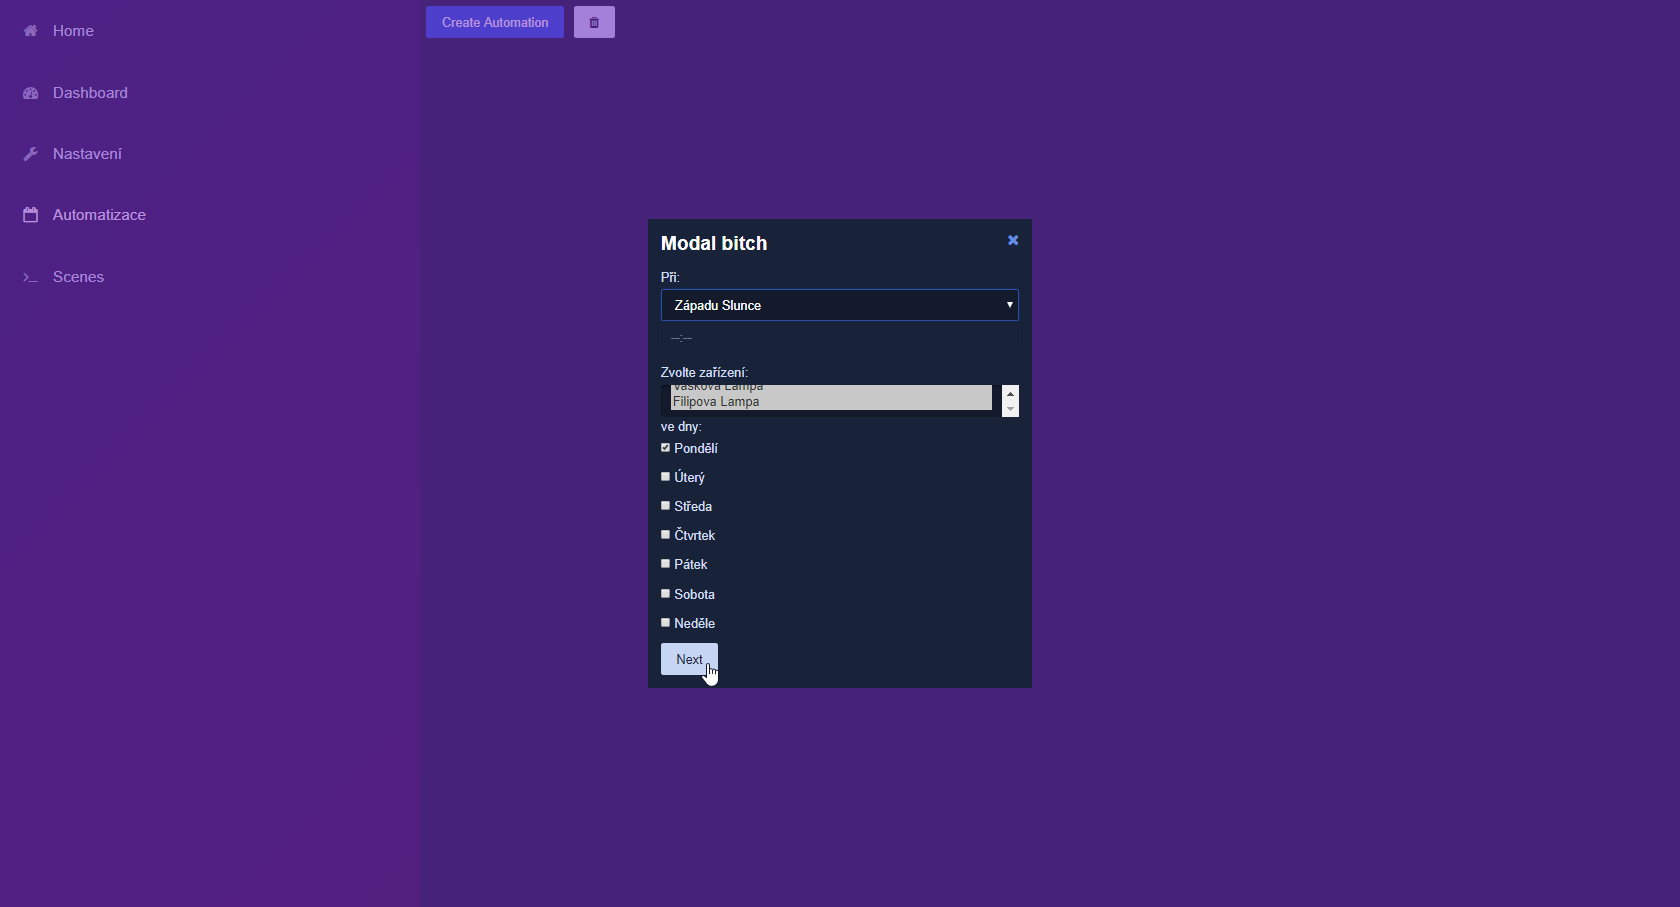 Home
Dashboard
Nastavení
Automatizace
Scenes
Create Automation
Modal bitch
Při:
Západu Slunce
--:--
Zvolte zařízení:
Vaskova Lampa
Filipova Lampa
ve dny:
Pondělí
Úterý
Středa
Čtvrtek
Pátek
Sobota
Neděle
Next